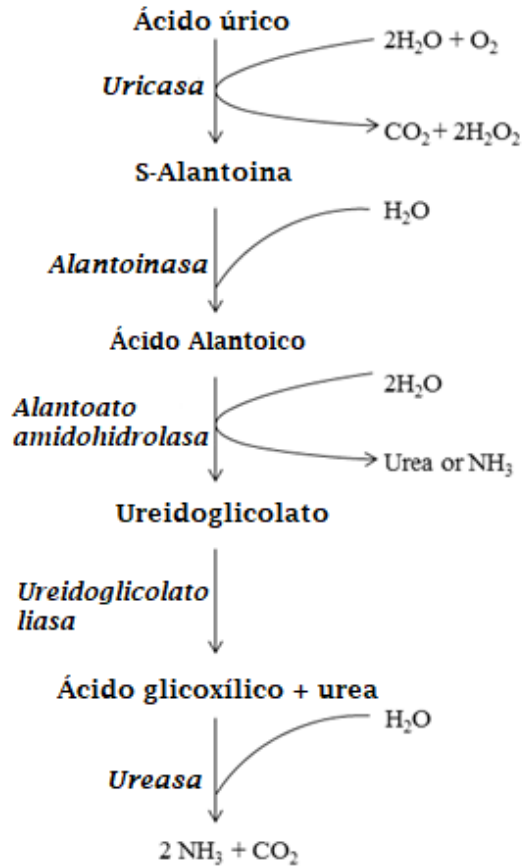 Ácido úrico
2H₂O + O₂
Uricasa
CO₂ + 2H₂O₂
S-Alantoina
H₂O
Alantoinasa
Ácido Alantoico
2H₂O
Alantoato
amidohidrolasa
Urea or NH₃
Ureidoglicolato
Ureidoglicolato
liasa
Ácido glicoxílico + urea
H₂O
Ureasa
2 NH₃ + CO₂